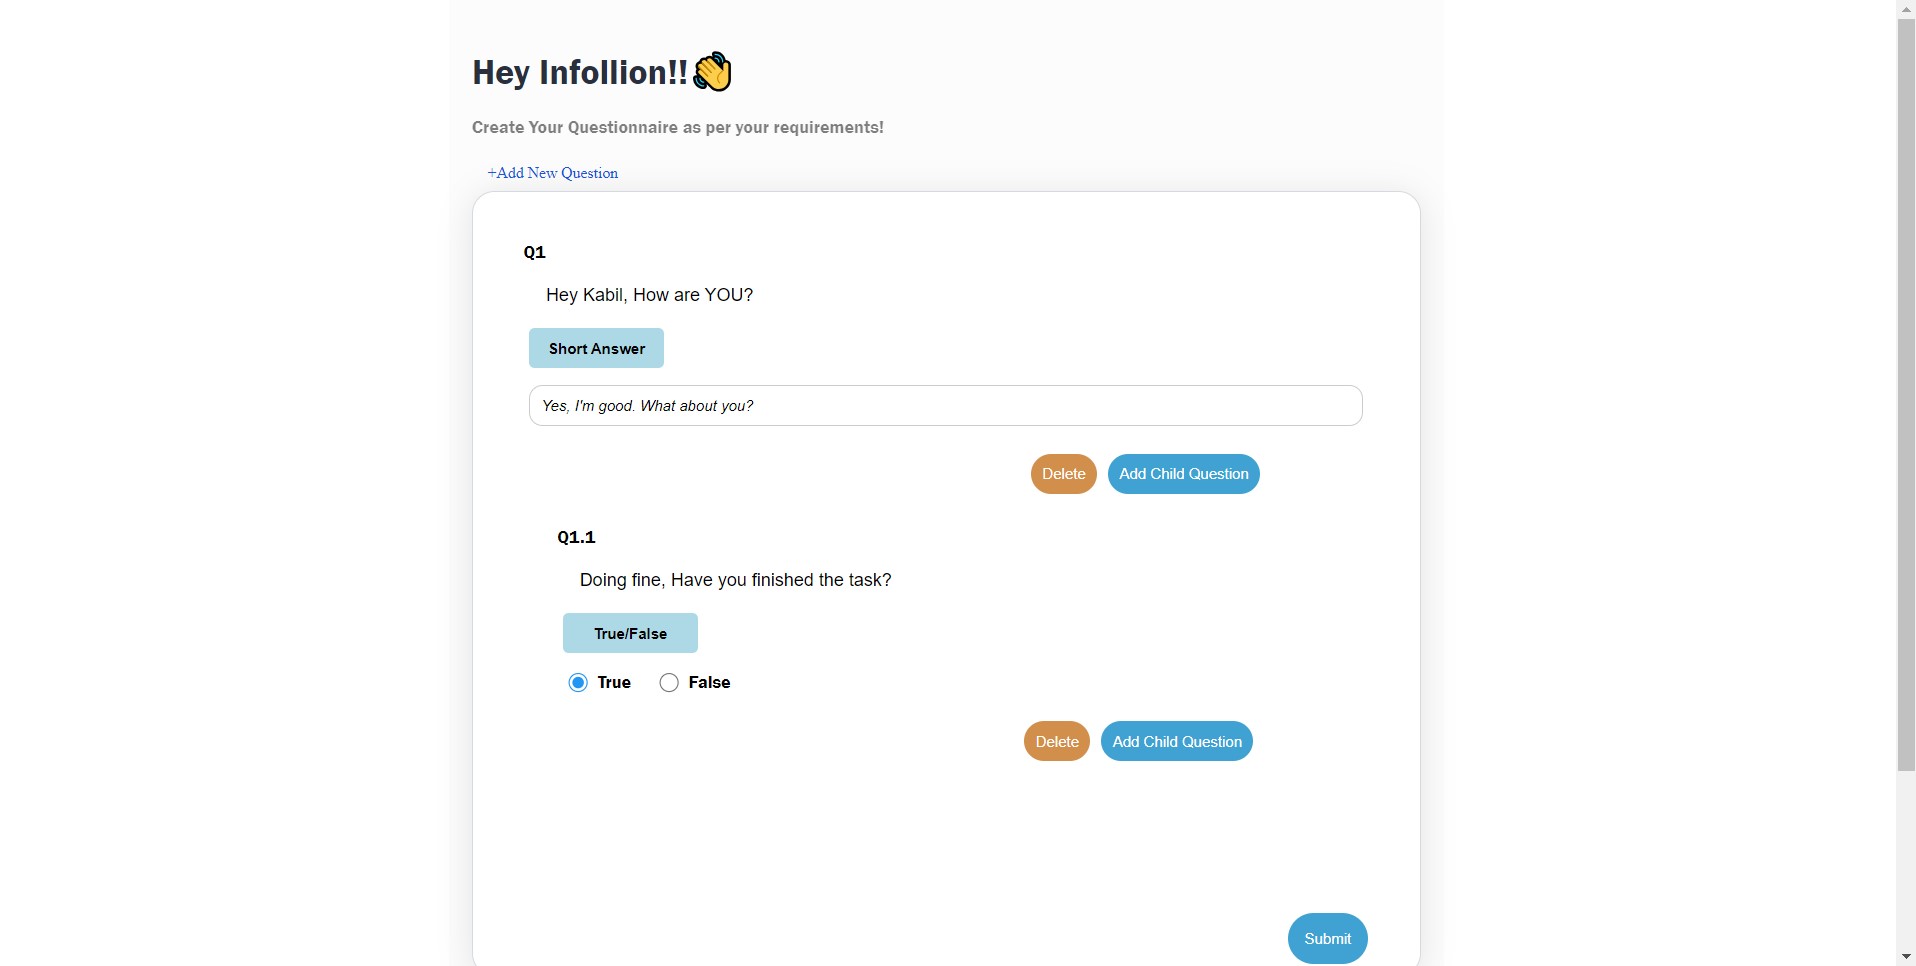 Hey Infollion!!👋
Create Your Questionnaire as per your requirements!
+Add New Question
Q1
Hey Kabil, How are YOU?
Short Answer
Yes, I'm good. What about you?
Delete Add Child Question
Q1.1
Doing fine, Have you finished the task?
True/False
True False
Delete Add Child Question
Submit